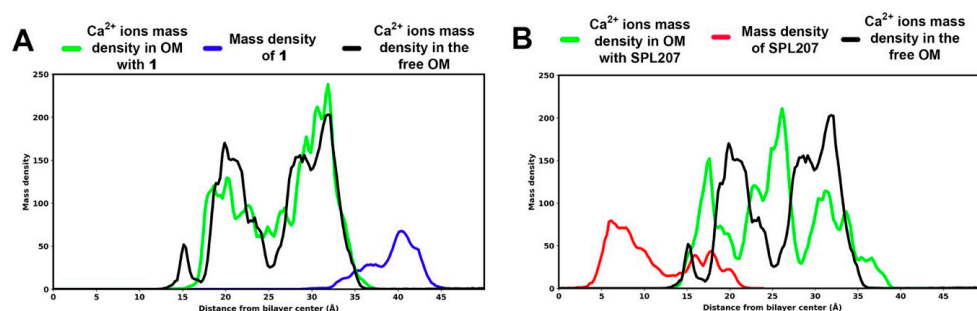 A
Ca²⁺ ions mass
density in OM
with 1
Mass density
of 1
Ca²⁺ ions mass
density in the
free OM
Mass density
250
200
150
100
50
0
0 5 10 15 20 25 30 35 40 45
Distance from bilayer center (Å)
B
Ca²⁺ ions mass
density in OM
with SPL207
Mass density
of SPL207
Ca²⁺ ions mass
density in the
free OM
Mass density
250
200
150
100
50
0
0 5 10 15 20 25 30 35 40 45
Distance from bilayer center (Å)